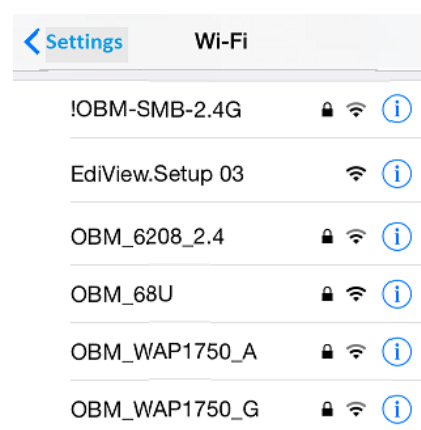 Settings Wi-Fi
!OBM-SMB-2.4G
EdiView.Setup 03
OBM_6208_2.4
OBM_68U
OBM_WAP1750_A
OBM_WAP1750_G